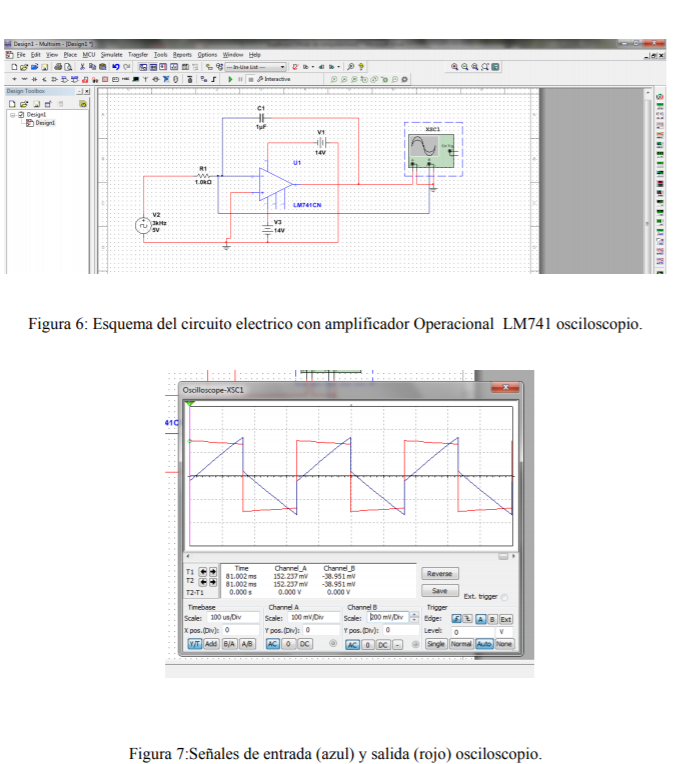 Design1 - Multisim - [Design1 *]
File Edit View Place MCU Simulate Transfer Tools Reports Options Window Help
--In-Use List--
Interactive
Design Toolbox
Design1
Design1
C1
1µF
V1
14V
XSC1
Ext Trig
R1
1.0kΩ
U1
LM741CN
V2
3kHz
5V
V3
14V
Figura 6: Esquema del circuito electrico con amplificador Operacional LM741 osciloscopio.
41C
Oscilloscope-XSC1
Time Channel_A Channel_B
T1 81.002 ms 152.237 mV -38.951 mV
T2 81.002 ms 152.237 mV -38.951 mV
T2-T1 0.000 s 0.000 V 0.000 V
Reverse
Save
Ext. trigger
Timebase Channel A Channel B Trigger
Scale: 100 us/Div Scale: 100 mV/Div Scale: 200 mV/Div Edge: A B Ext
X pos.(Div): 0 Y pos.(Div): 0 Y pos.(Div): 0 Level: 0 V
Y/T Add B/A A/B AC 0 DC AC 0 DC - Single Normal Auto None
Figura 7:Señales de entrada (azul) y salida (rojo) osciloscopio.